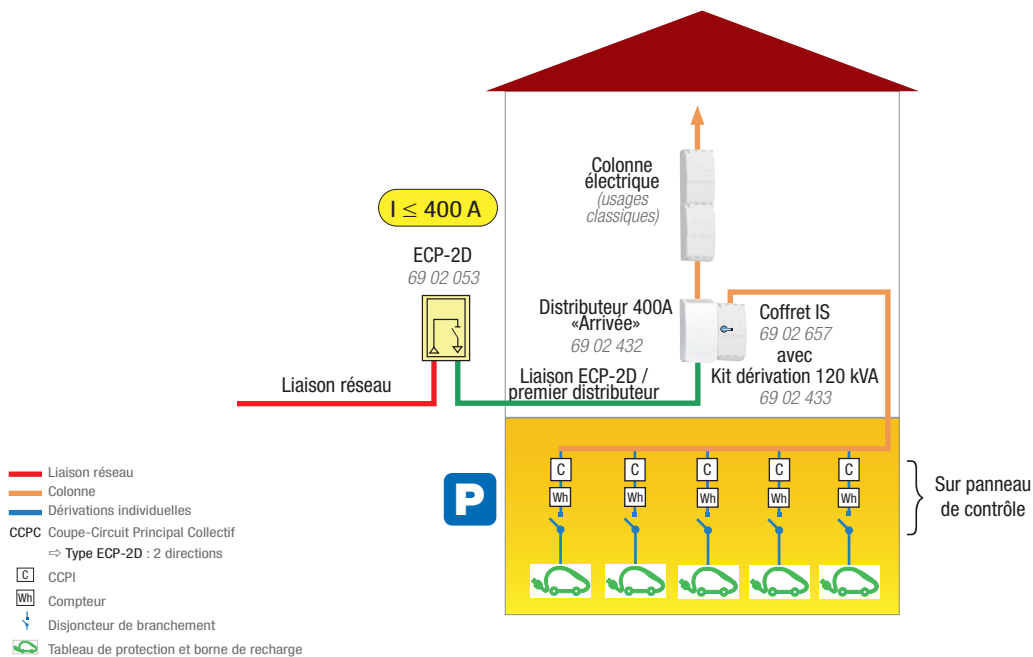 Colonne
électrique
(usages
classiques)
I ≤ 400 A
ECP-2D
69 02 053
Distributeur 400A
«Arrivée»
69 02 432
Coffret IS
69 02 657
avec
Kit dérivation 120 kVA
69 02 433
Liaison réseau
Liaison ECP-2D /
premier distributeur
P
C C C C C
Wh Wh Wh Wh Wh
Sur panneau
de contrôle
Liaison réseau
Colonne
Dérivations individuelles
CCPC Coupe-Circuit Principal Collectif
⇨ Type ECP-2D : 2 directions
C CCPI
Wh Compteur
Disjoncteur de branchement
Tableau de protection et borne de recharge